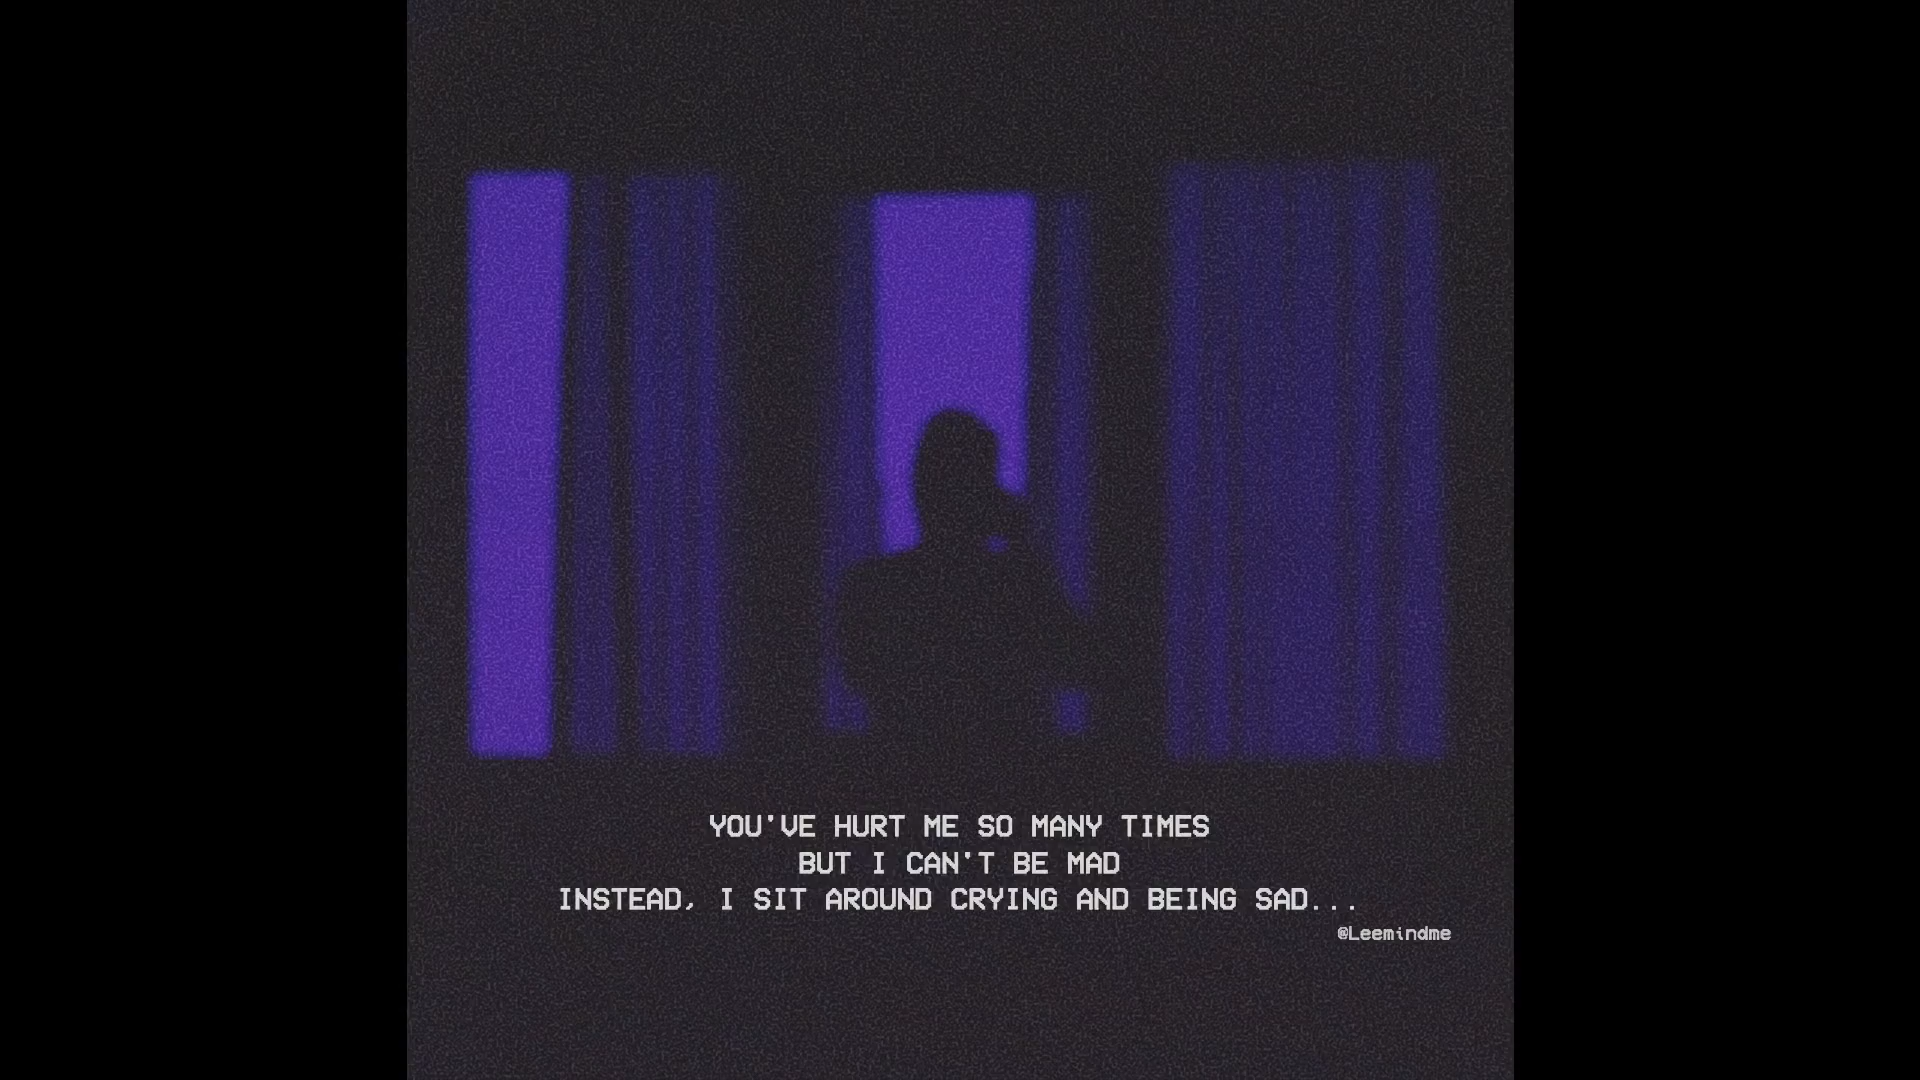 YOU'VE HURT ME SO MANY TIMES
BUT I CAN'T BE MAD
INSTEAD, I SIT AROUND CRYING AND BEING SAD...
@Leemindme